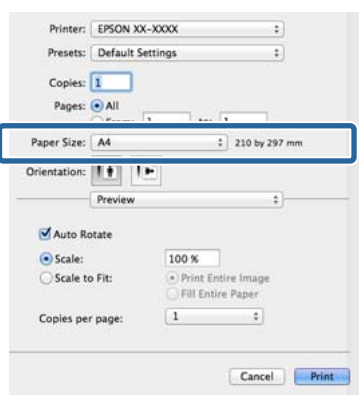 Printer: EPSON XX-XXXX
Presets: Default Settings
Copies: 1
Pages: All
Paper Size: A4 210 by 297 mm
Orientation:
Preview
Auto Rotate
Scale: 100 %
Scale to Fit: Print Entire Image
Fill Entire Paper
Copies per page: 1
Cancel Print